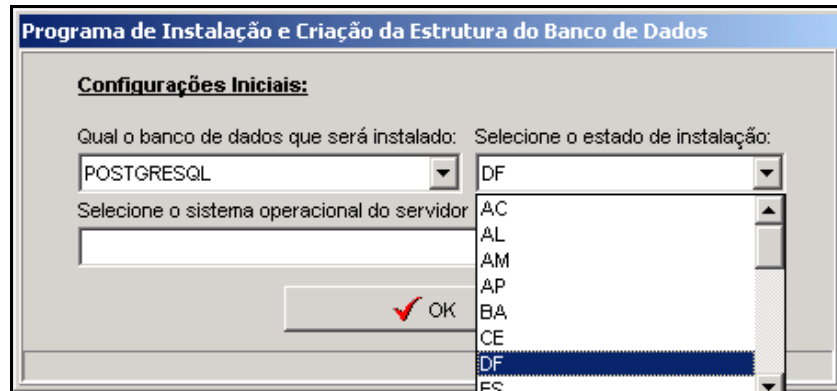 Programa de Instalação e Criação da Estrutura do Banco de Dados
Configurações Iniciais:
Qual o banco de dados que será instalado: Selecione o estado de instalação:
POSTGRESQL DF
Selecione o sistema operacional do servidor
AC
AL
AM
AP
BA
CE
DF
ES
OK